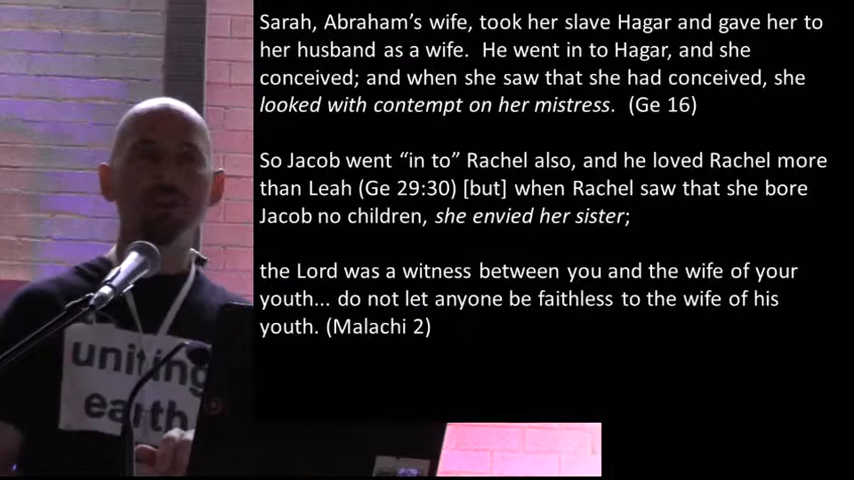 Sarah, Abraham’s wife, took her slave Hagar and gave her to
her husband as a wife.  He went in to Hagar, and she
conceived; and when she saw that she had conceived, she
looked with contempt on her mistress.  (Ge 16)
So Jacob went “in to” Rachel also, and he loved Rachel more
than Leah (Ge 29:30) [but] when Rachel saw that she bore
Jacob no children, she envied her sister;
the Lord was a witness between you and the wife of your
youth... do not let anyone be faithless to the wife of his
youth. (Malachi 2)
uniting
earth